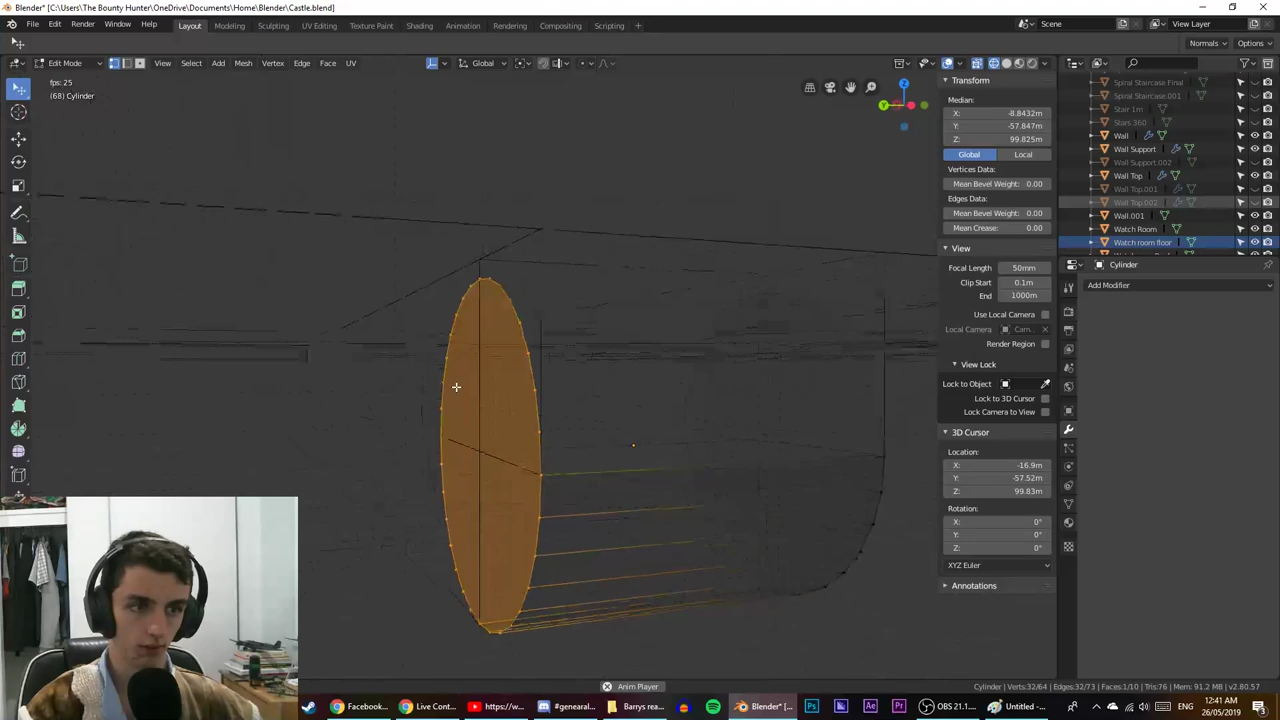 Blender* [C:\Users\The Bounty Hunter\OneDrive\Documents\Home\Blender\Castle.blend]
File Edit Render Window Help Layout Modeling Sculpting UV Editing Texture Paint Shading Animation Rendering Compositing Scripting + Scene View Layer
Normals Options
Edit Mode View Select Add Mesh Vertex Edge Face UV Global
fps: 25
(68) Cylinder
Transform
Median:
X: -8.8432m
Y: -57.847m
Z: 99.825m
Global Local
Vertices Data:
Mean Bevel Weight: 0.00
Edges Data:
Mean Bevel Weight: 0.00
Mean Crease: 0.00
View
Focal Length 50mm
Clip Start 0.1m
End 1000m
Use Local Camera
Local Camera Cam...
Render Region
View Lock
Lock to Object
Lock to 3D Cursor
Lock Camera to View
3D Cursor
Location:
X: -16.9m
Y: -57.52m
Z: 99.83m
Rotation:
X: 0°
Y: 0°
Z: 0°
XYZ Euler
Annotations
Spiral Staircase Final
Spiral Staircase.001
Stair 1m
Stars.360
Wall
Wall Support
Wall Support.002
Wall Top
Wall Top.001
Wall Top.002
Wall.001
Watch Room
Watch room floor
Cylinder
Add Modifier
Anim Player
Cylinder | Verts:32/64 | Edges:32/73 | Faces:1/10 | Tris:76 | Mem: 91.2 MB | v2.80.57
Facebook... Live Cont... https://w... #genearal... Barrys rea... Blender* [... OBS 21.1... Untitled - ... ENG 12:41 AM
26/05/2019